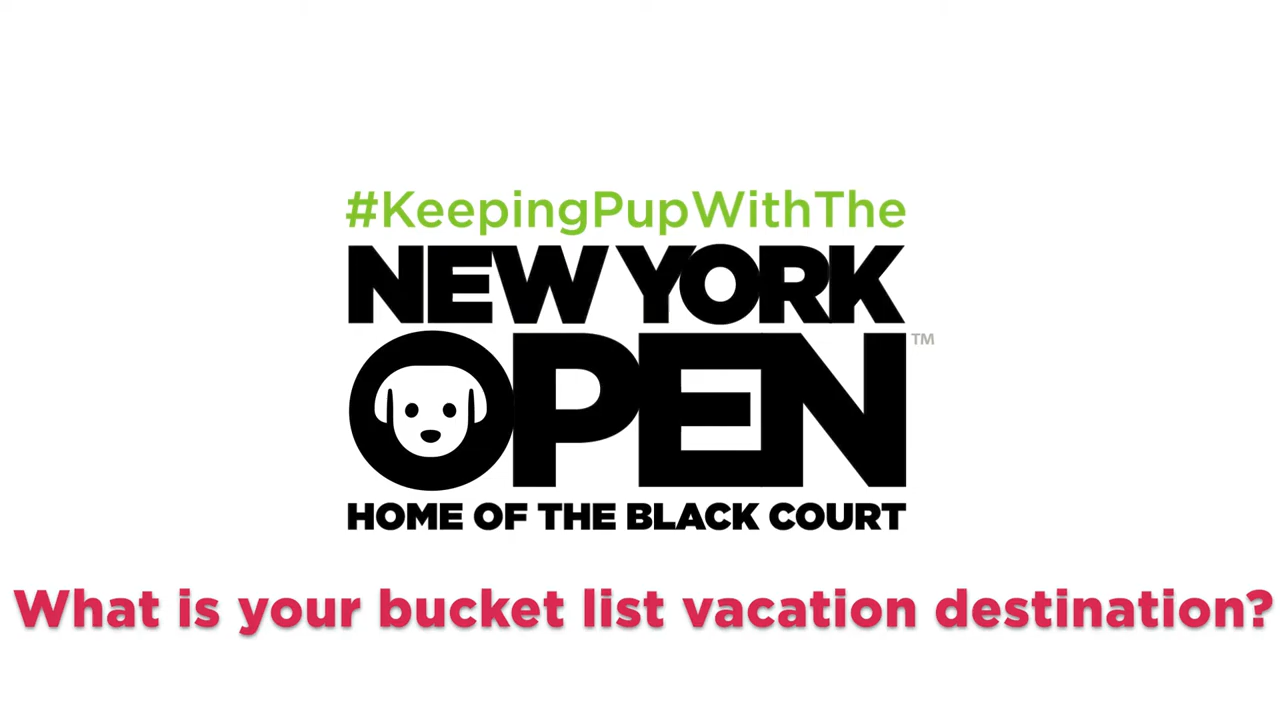 #KeepingPupWithThe
NEW YORK
OPEN™
HOME OF THE BLACK COURT
What is your bucket list vacation destination?